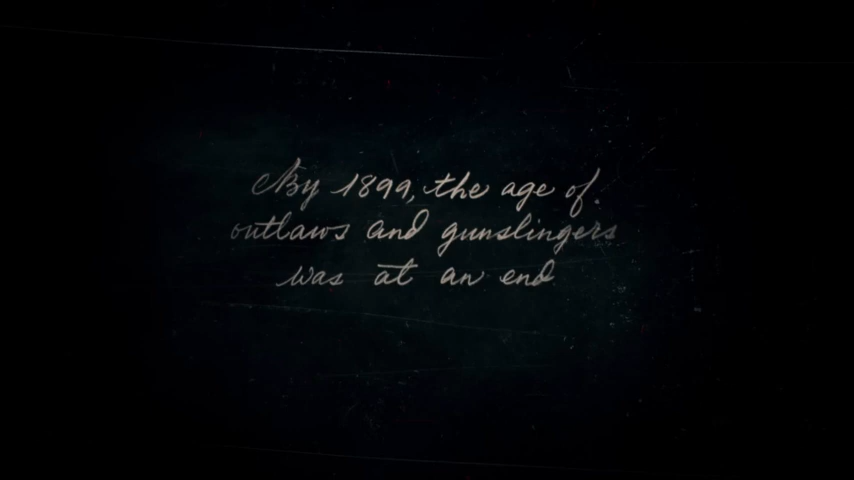 By 1899, the age of
outlaws and gunslingers
was at an end